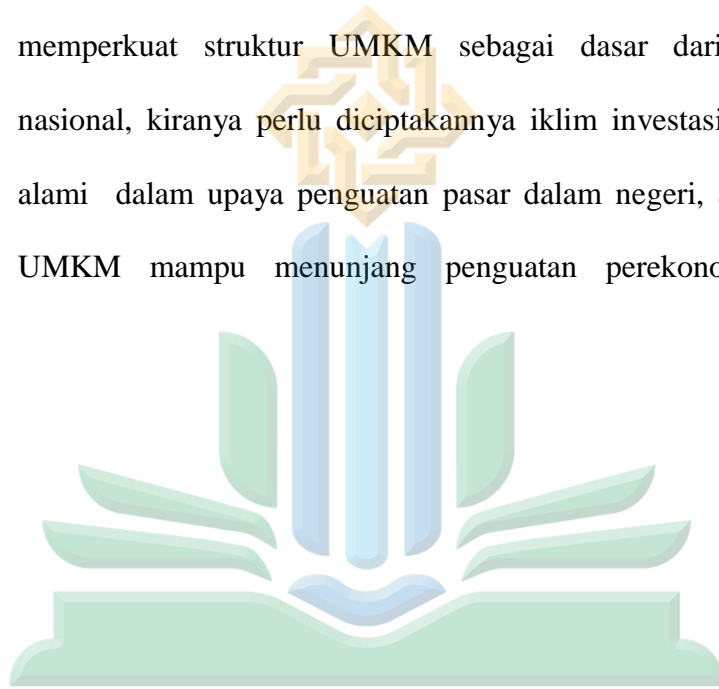 memperkuat struktur UMKM sebagai dasar dari
nasional, kiranya perlu diciptakannya iklim investasi
alami dalam upaya penguatan pasar dalam negeri,
UMKM mampu menunjang penguatan